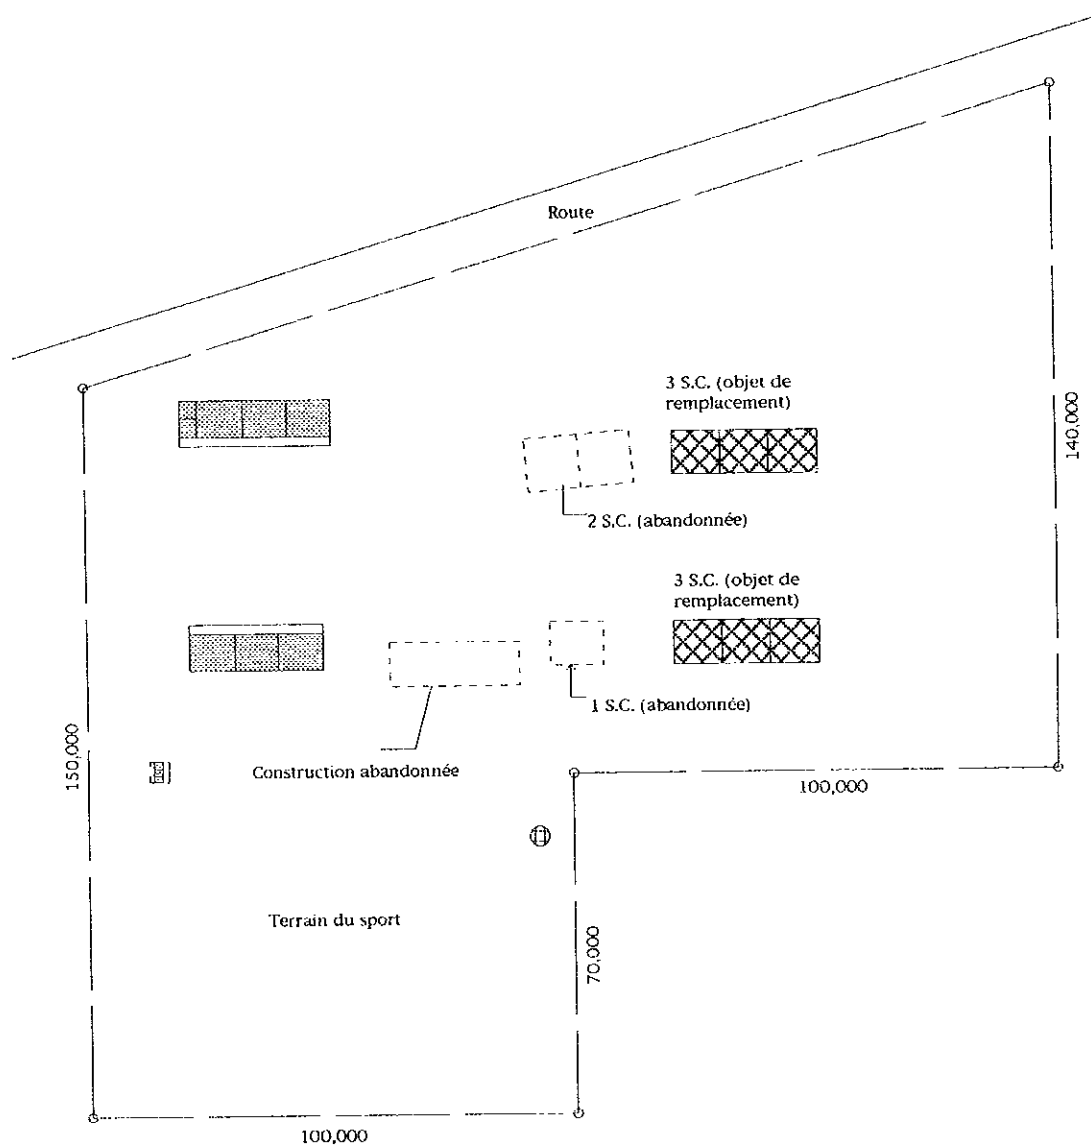 Route
3 S.C. (objet de
remplacement)
140,000
2 S.C. (abandonnée)
3 S.C. (objet de
remplacement)
1 S.C. (abandonnée)
150,000
Construction abandonnée
100,000
Terrain du sport
70,000
100,000